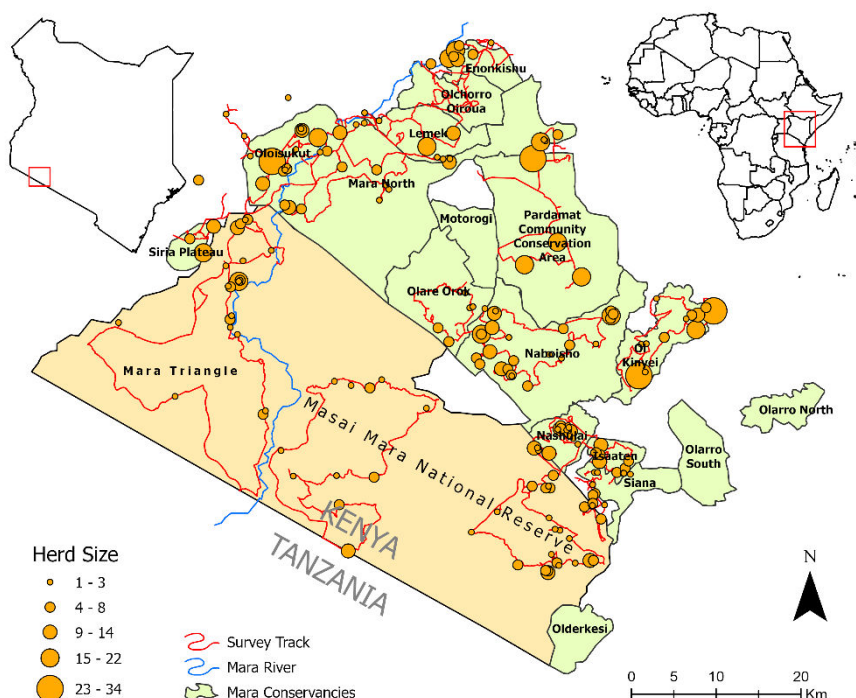 Enonkishu
Olchorro
Oiroua
Lemek
Oloisukut
Mara North
Motorogi
Pardamat
Community
Conservation
Area
Siria Plateau
Olare Orok
Mara Triangle
Naboisho
Ol
Kinyei
Masai Mara National Reserve
Nashulai
Isaaten
Siana
Olarro
South
Olarro North
KENYA
TANZANIA
Olderkesi
Herd Size
1 - 3
4 - 8
9 - 14
15 - 22
23 - 34
Survey Track
Mara River
Mara Conservancies
N
0 5 10 20
Km